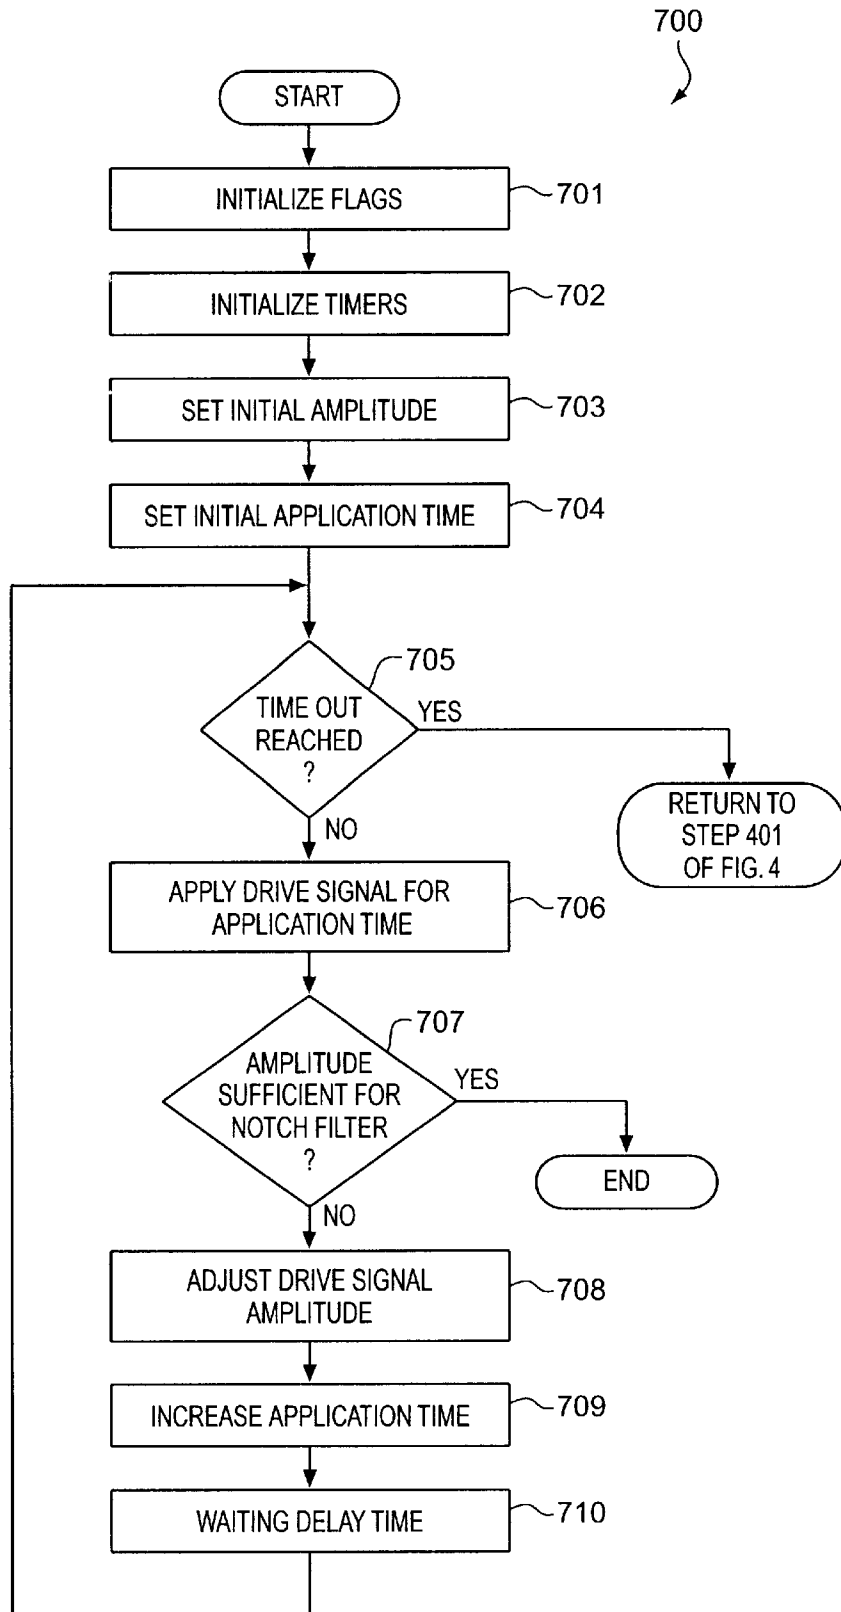 700
START
INITIALIZE FLAGS
701
INITIALIZE TIMERS
702
SET INITIAL AMPLITUDE
703
SET INITIAL APPLICATION TIME
704
705
TIME OUT
REACHED
?
YES
NO
RETURN TO
STEP 401
OF FIG. 4
APPLY DRIVE SIGNAL FOR
APPLICATION TIME
706
707
AMPLITUDE
SUFFICIENT FOR
NOTCH FILTER
?
YES
NO
END
ADJUST DRIVE SIGNAL
AMPLITUDE
708
INCREASE APPLICATION TIME
709
WAITING DELAY TIME
710